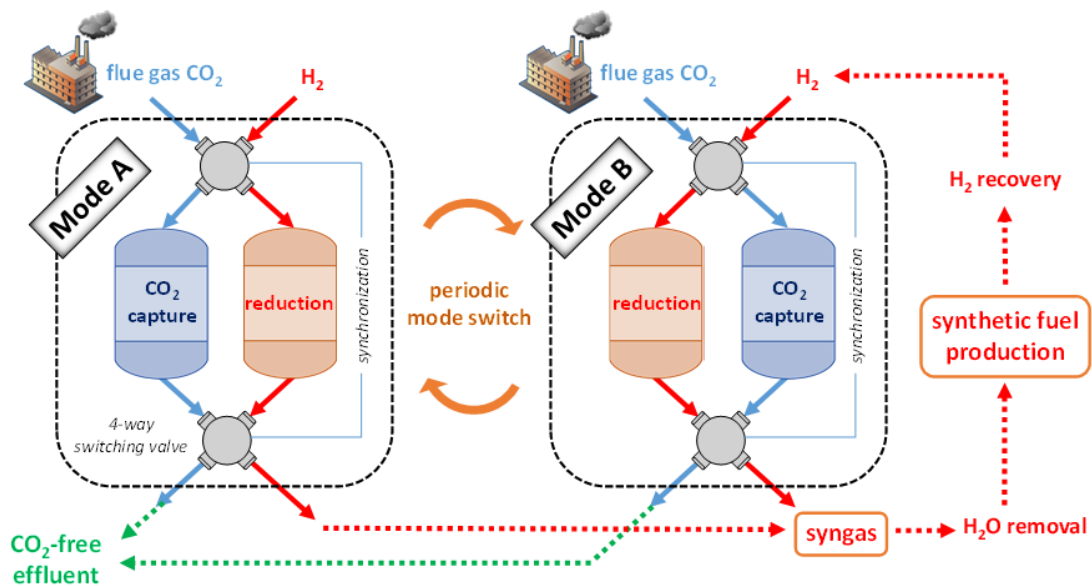 flue gas CO₂
H₂
Mode A
CO₂
capture
reduction
synchronization
4-way
switching valve
periodic
mode switch
flue gas CO₂
H₂
Mode B
reduction
CO₂
capture
synchronization
H₂ recovery
synthetic fuel
production
H₂O removal
syngas
CO₂-free
effluent